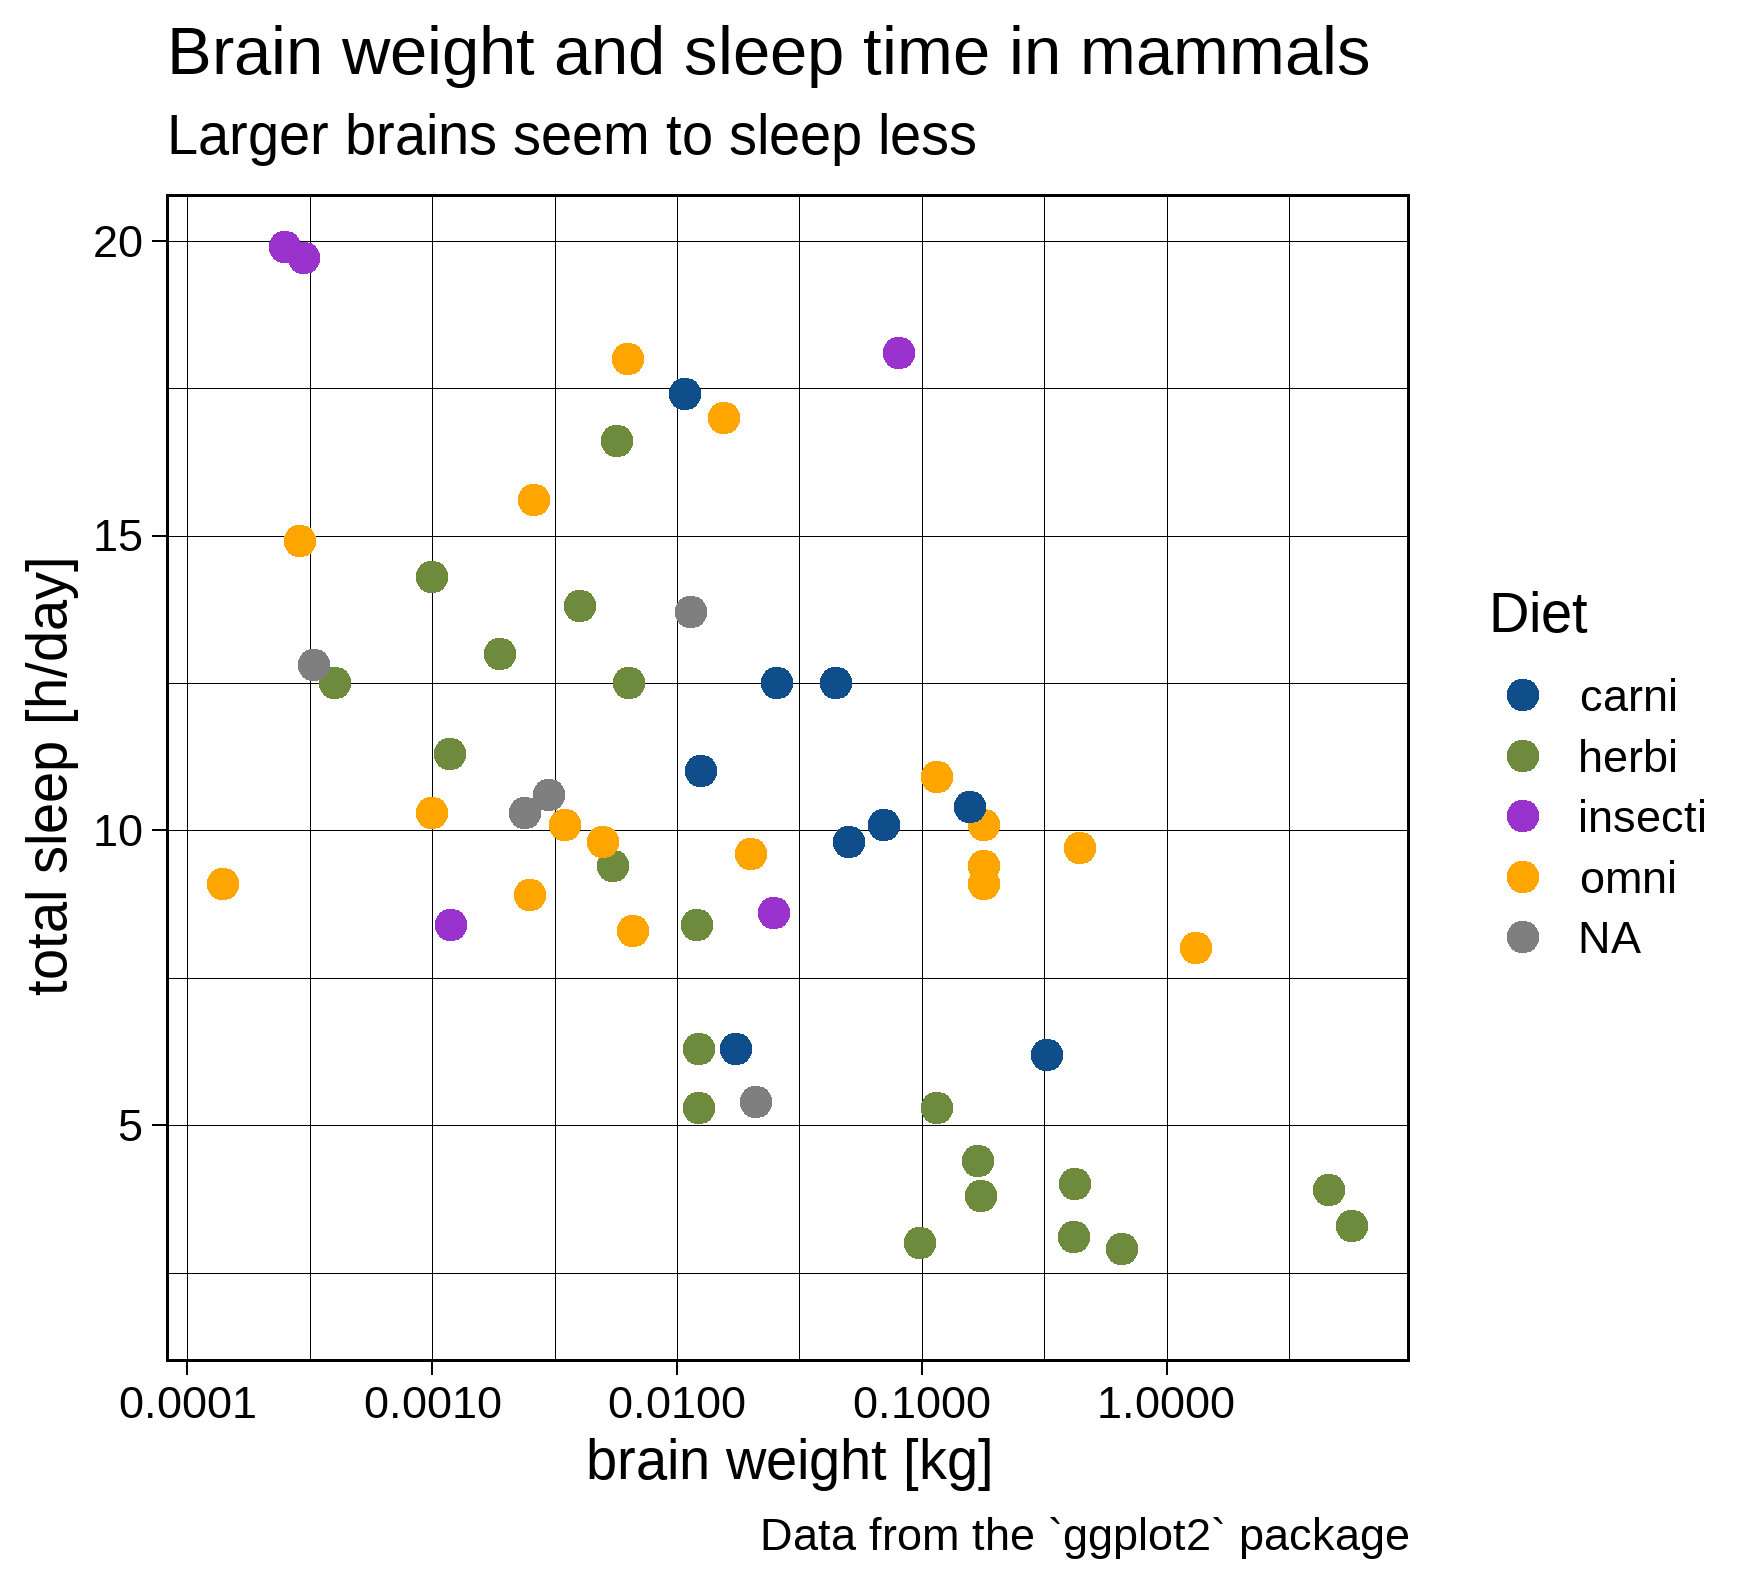 Brain weight and sleep time in mammals
Larger brains seem to sleep less
total sleep [h/day]
20
15
10
5
0.0001 0.0010 0.0100 0.1000 1.0000
brain weight [kg]
Diet
carni
herbi
insecti
omni
NA
Data from the `ggplot2` package